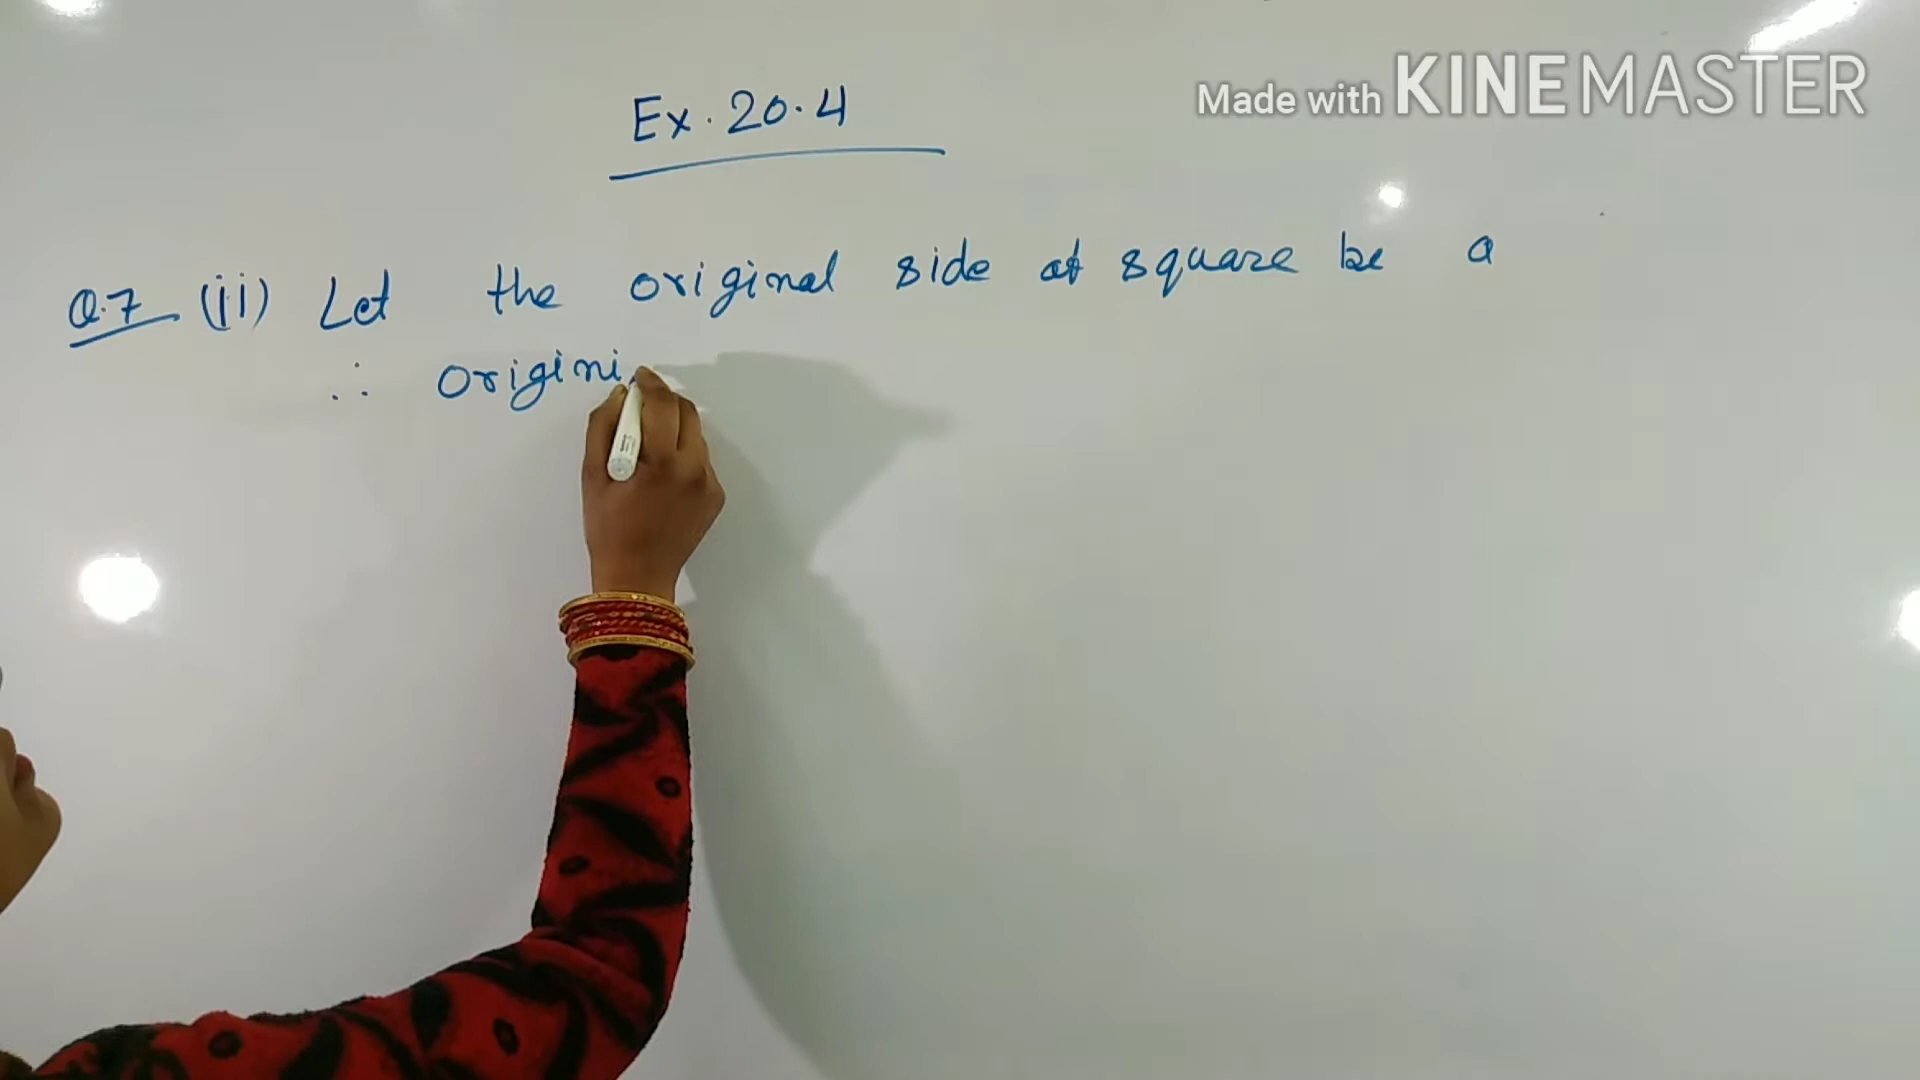 Made with KINEMASTER
Ex. 20.4
Q.7 (ii) Let the original side of square be a
∴ origini